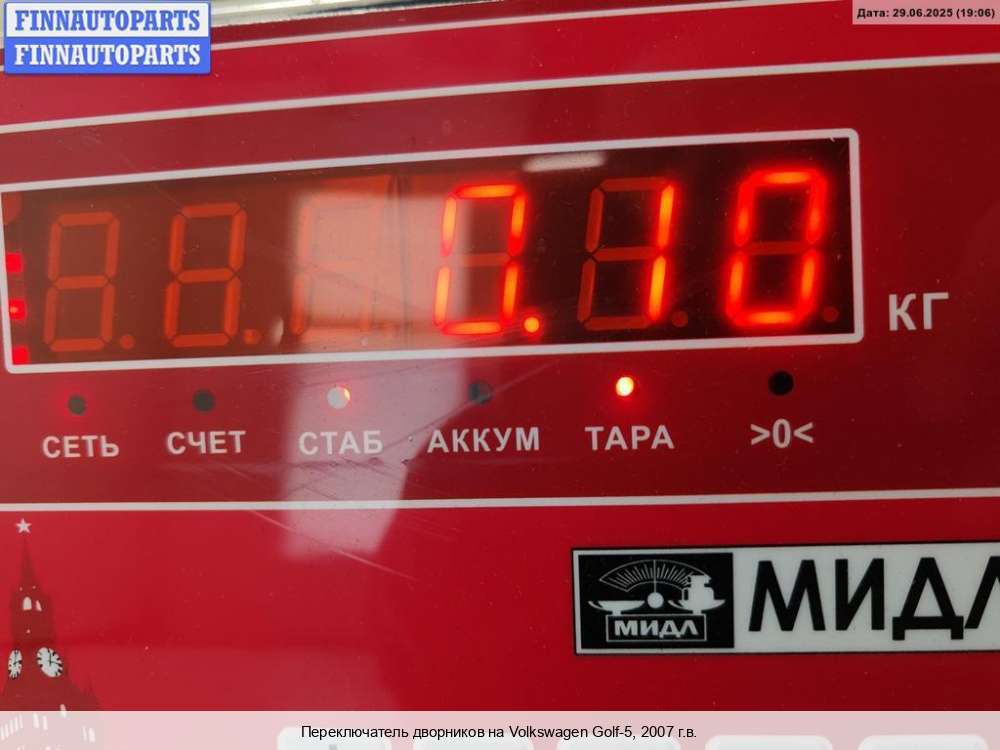 FINNAUTOPARTS
FINNAUTOPARTS
Дата: 29.06.2025 (19:06)
0.10
КГ
СЕТЬ СЧЕТ СТАБ АККУМ ТАРА >0<
МИДЛ
МИДЛ
Переключатель дворников на Volkswagen Golf-5, 2007 г.в.